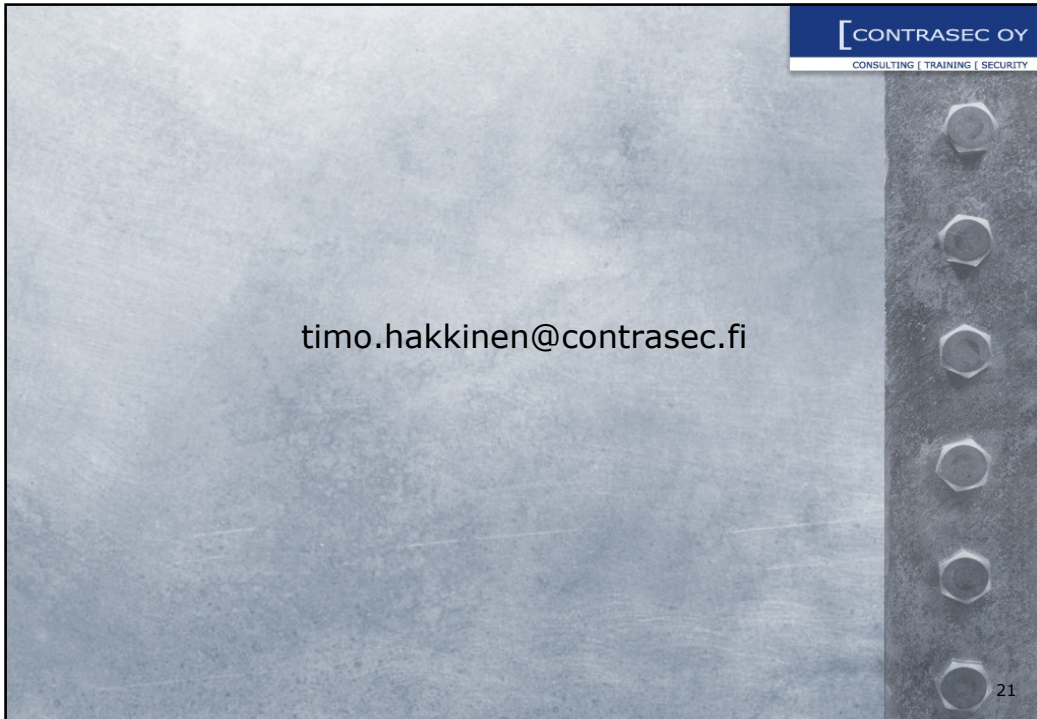 [CONTRASEC OY
CONSULTING [ TRAINING [ SECURITY
timo.hakkinen@contrasec.fi
21